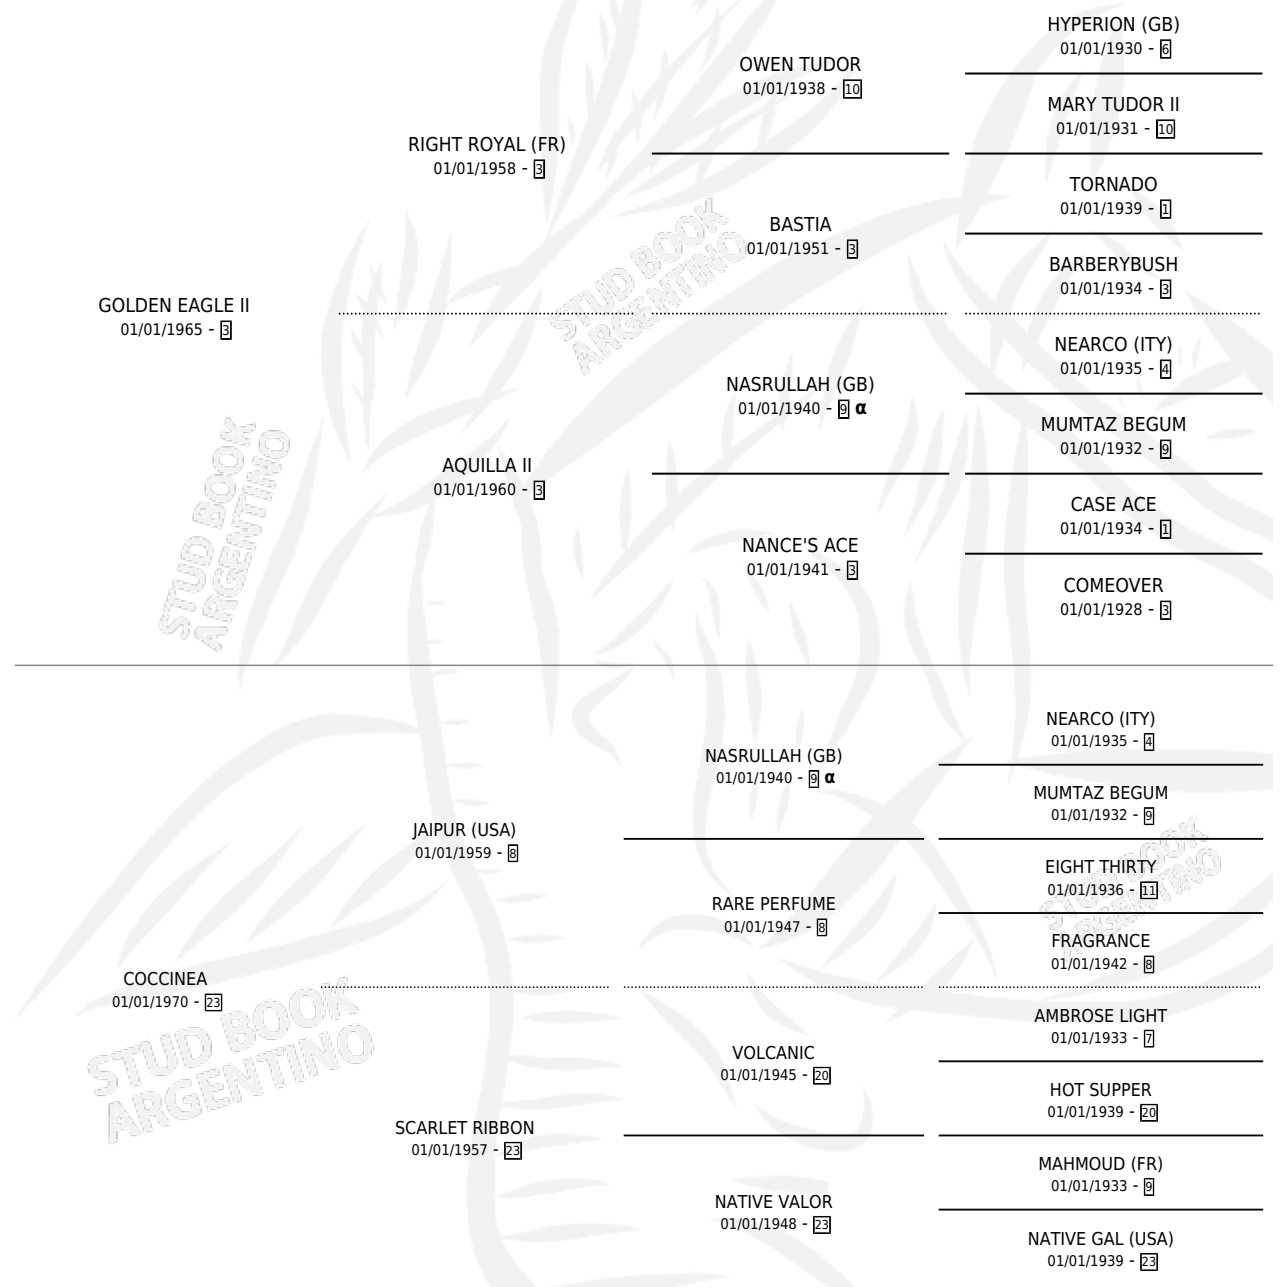 HYPERION (GB)
01/01/1930 - 6
OWEN TUDOR
01/01/1938 - 10
MARY TUDOR II
01/01/1931 - 10
RIGHT ROYAL (FR)
01/01/1958 - 3
TORNADO
01/01/1939 - 1
BASTIA
01/01/1951 - 3
BARBERYBUSH
01/01/1934 - 3
GOLDEN EAGLE II
01/01/1965 - 3
NEARCO (ITY)
01/01/1935 - 4
NASRULLAH (GB)
01/01/1940 - 9 α
MUMTAZ BEGUM
01/01/1932 - 9
AQUILLA II
01/01/1960 - 3
CASE ACE
01/01/1934 - 1
NANCE'S ACE
01/01/1941 - 3
COMEOVER
01/01/1928 - 3
NEARCO (ITY)
01/01/1935 - 4
NASRULLAH (GB)
01/01/1940 - 9 α
MUMTAZ BEGUM
01/01/1932 - 9
JAIPUR (USA)
01/01/1959 - 8
EIGHT THIRTY
01/01/1936 - 11
RARE PERFUME
01/01/1947 - 8
FRAGRANCE
01/01/1942 - 8
COCCINEA
01/01/1970 - 23
AMBROSE LIGHT
01/01/1933 - 7
VOLCANIC
01/01/1945 - 20
HOT SUPPER
01/01/1939 - 20
SCARLET RIBBON
01/01/1957 - 23
MAHMOUD (FR)
01/01/1933 - 9
NATIVE VALOR
01/01/1948 - 23
NATIVE GAL (USA)
01/01/1939 - 23
STUD BOOK
ARGENTINO
STUD BOOK
ARGENTINO
STUD BOOK
ARGENTINO
STUD BOOK
ARGENTINO